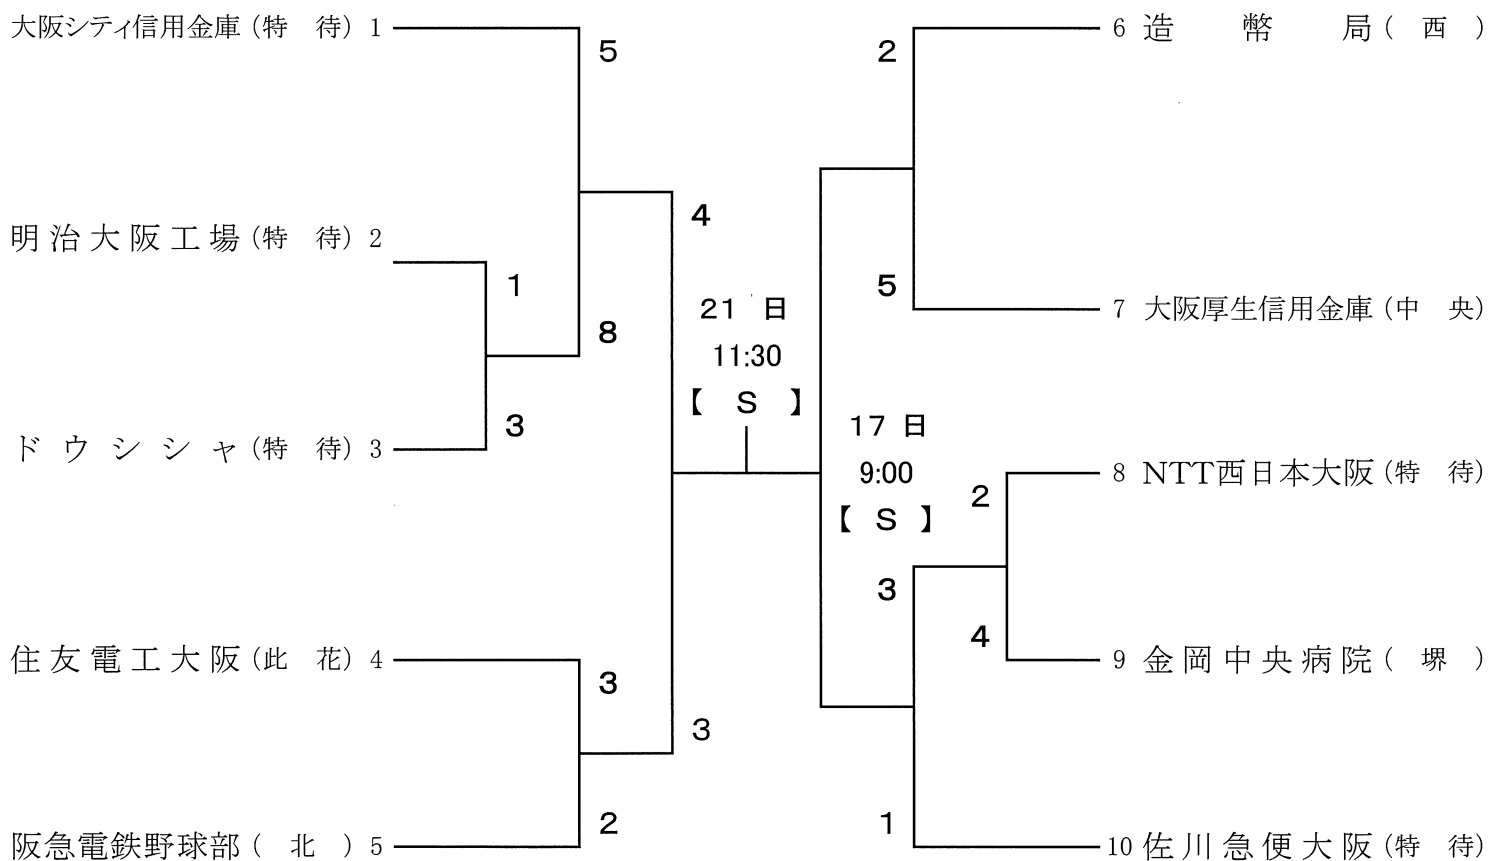 大阪シティ信用金庫（特　待）1
5
明治大阪工場（特　待）2
1
8
ドウシシャ（特　待）3
3
4
住友電工大阪（此　花）4
3
3
阪急電鉄野球部（　北　）5
2
21　日
11:30
【　S　】
2
6　造　幣　局（　西　）
5
7　大阪厚生信用金庫（中　央）
17　日
9:00
【　S　】
2
8　NTT西日本大阪（特　待）
3
4
9　金岡中央病院（　堺　）
1
10　佐川急便大阪（特　待）